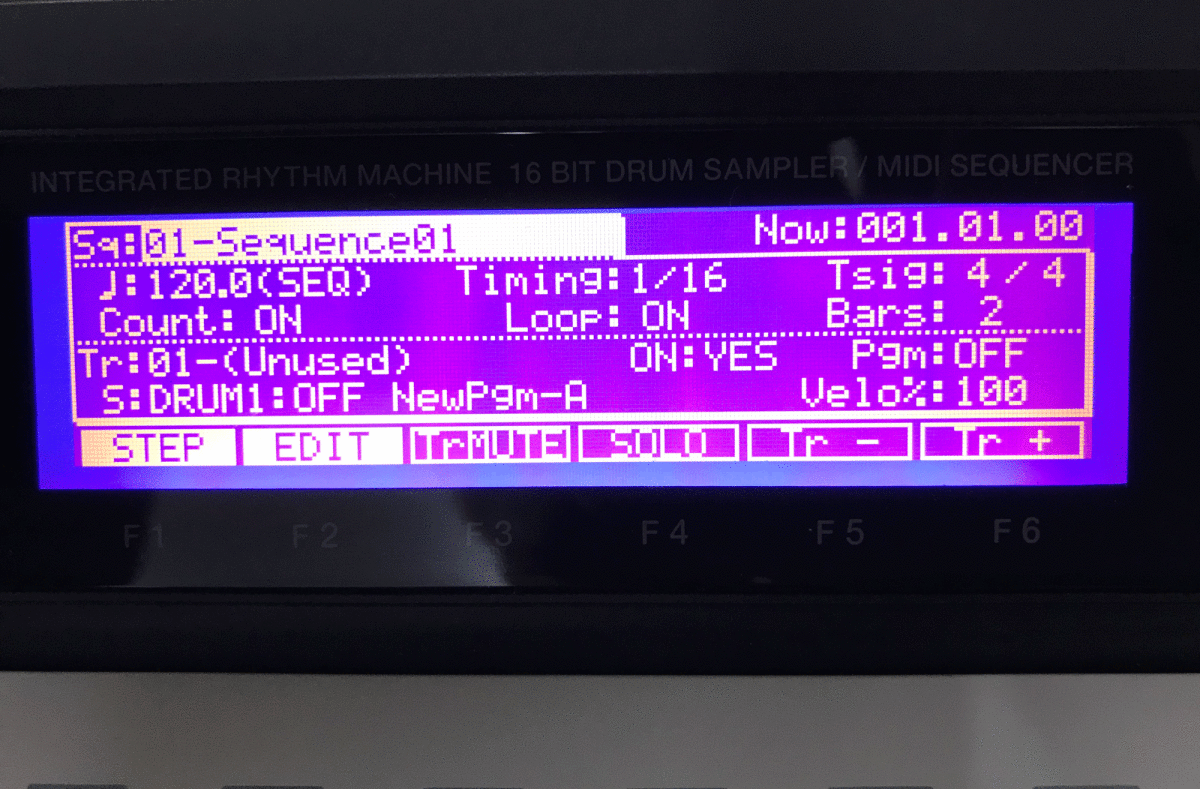 INTEGRATED RHYTHM MACHINE 16 BIT DRUM SAMPLER / MIDI SEQUENCER
Sq:01-Sequence01 Now:001.01.00
♩:120.0(SEQ) Timing:1/16 Tsig: 4/4
Count: ON Loop: ON Bars: 2
Tr:01-(Unused) ON:YES Pgm:OFF
S:DRUM1:OFF NewPgm-A Velo%:100
STEP EDIT TrMUTE SOLO Tr - Tr +
F1 F2 F3 F4 F5 F6